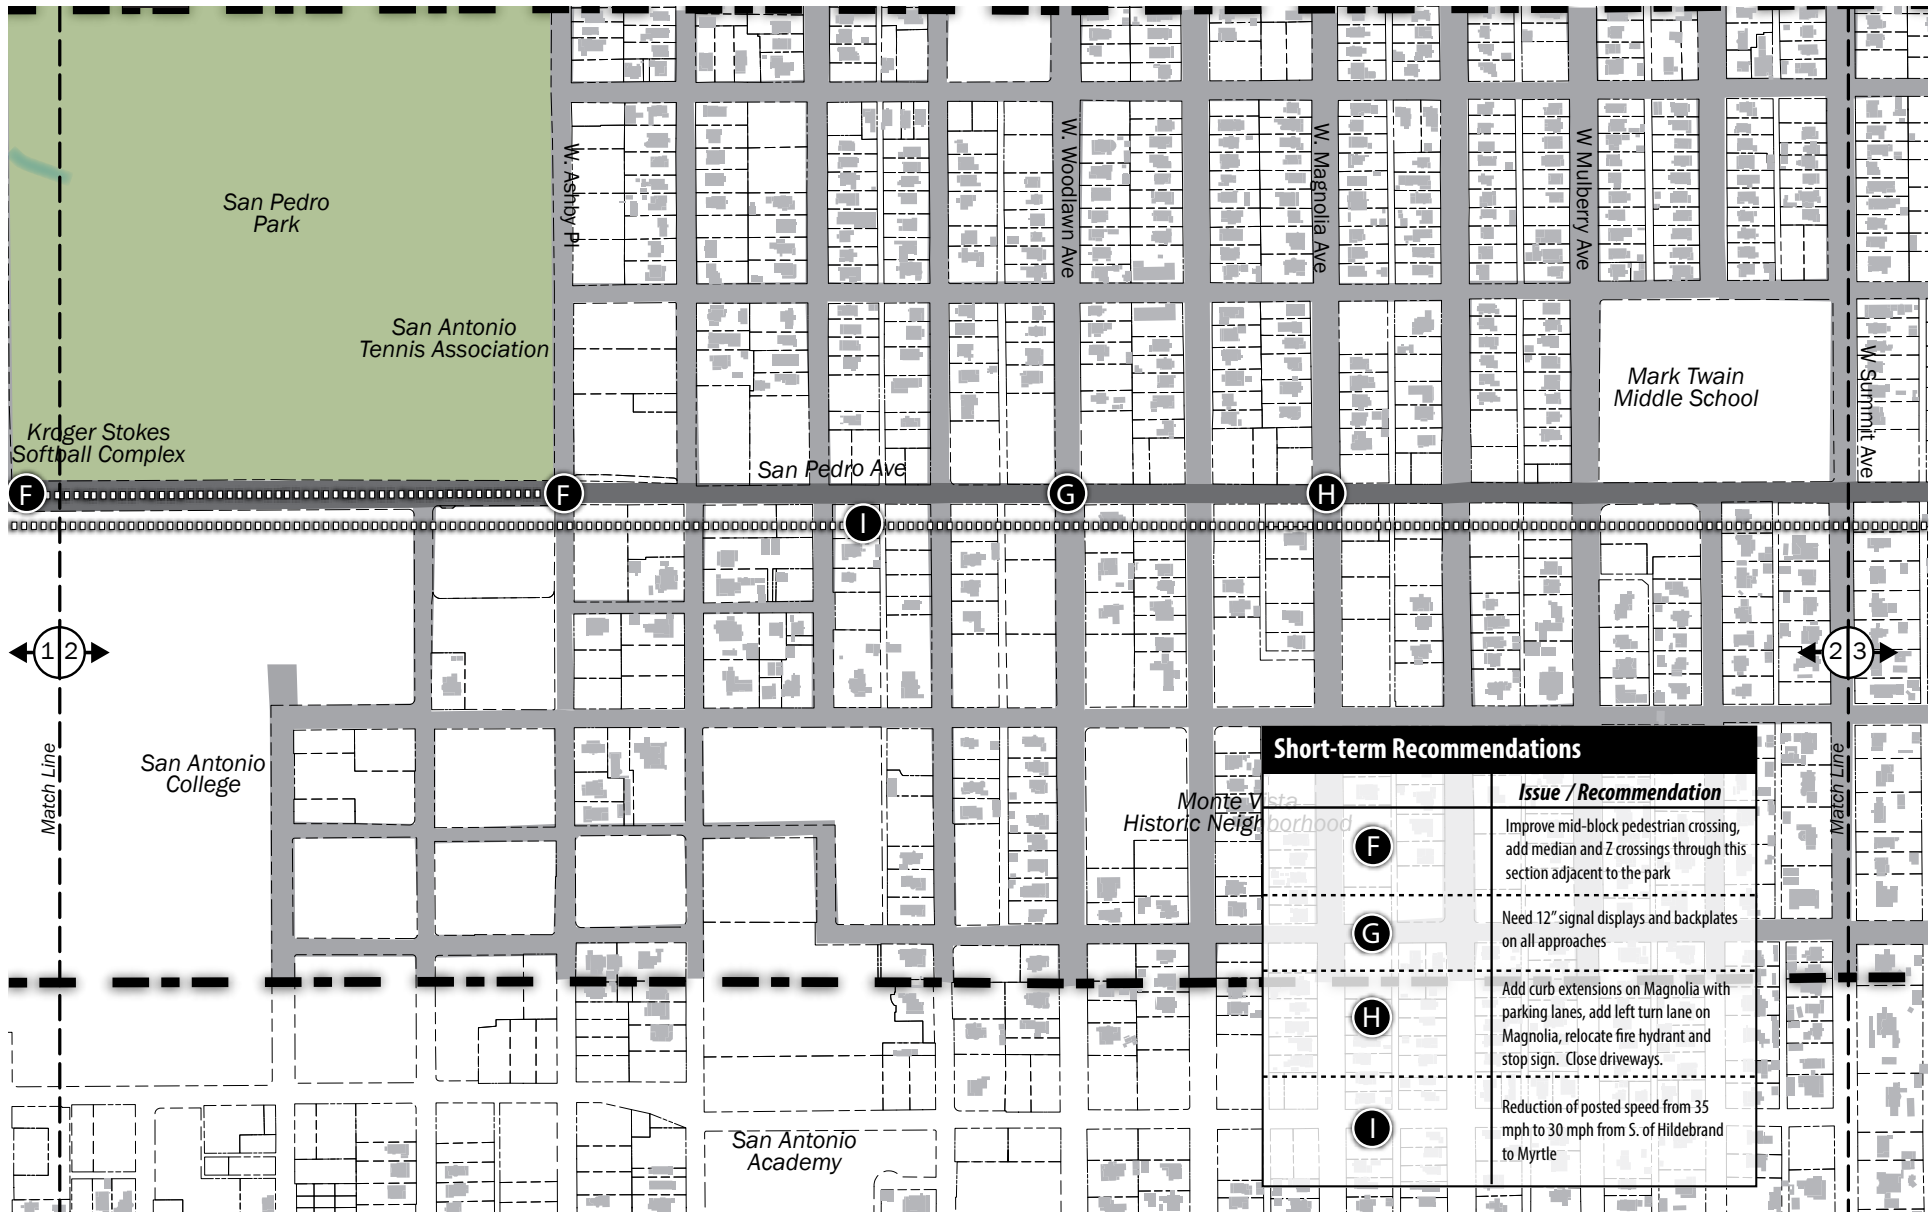 W. Ashby Pl
W. Woodlawn Ave
W. Magnolia Ave
W Mulberry Ave
San Pedro
Park
San Antonio
Tennis Association
Mark Twain
Middle School
W. Summit Ave
Kroger Stokes
Softball Complex
San Pedro Ave
F
F
G
H
I
1 2
2 3
Match Line
San Antonio
College
Match Line
Monte Vista
Historic Neighborhood
San Antonio
Academy
Short-term Recommendations
Issue / Recommendation
F
Improve mid-block pedestrian crossing,
add median and Z crossings through this
section adjacent to the park
G
Need 12" signal displays and backplates
on all approaches
H
Add curb extensions on Magnolia with
parking lanes, add left turn lane on
Magnolia, relocate fire hydrant and
stop sign. Close driveways.
I
Reduction of posted speed from 35
mph to 30 mph from S. of Hildebrand
to Myrtle